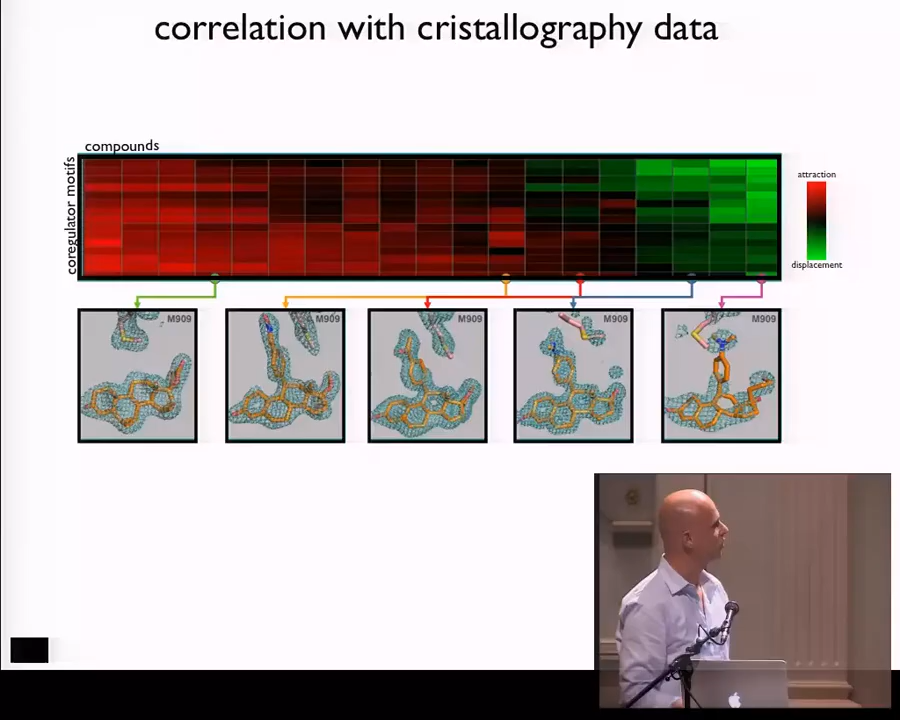 correlation with cristallography data
compounds
coregulator motifs
attraction
displacement
M909
M909
M909
M909
M909